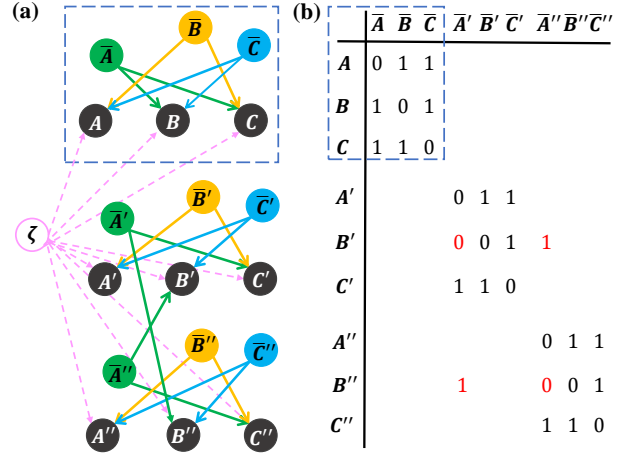 (a)
B̅
A̅
C̅
A B C
ζ
B̅′
A̅′
C̅′
A′ B′ C′
B̅″
A̅″
C̅″
A″ B″ C″
(b)
A̅ B̅ C̅ A̅′ B̅′ C̅′ A̅″ B̅″ C̅″
A 0 1 1
B 1 0 1
C 1 1 0
A′ 0 1 1
B′ 0 0 1 1
C′ 1 1 0
A″ 0 1 1
B″ 1 0 0 1
C″ 1 1 0